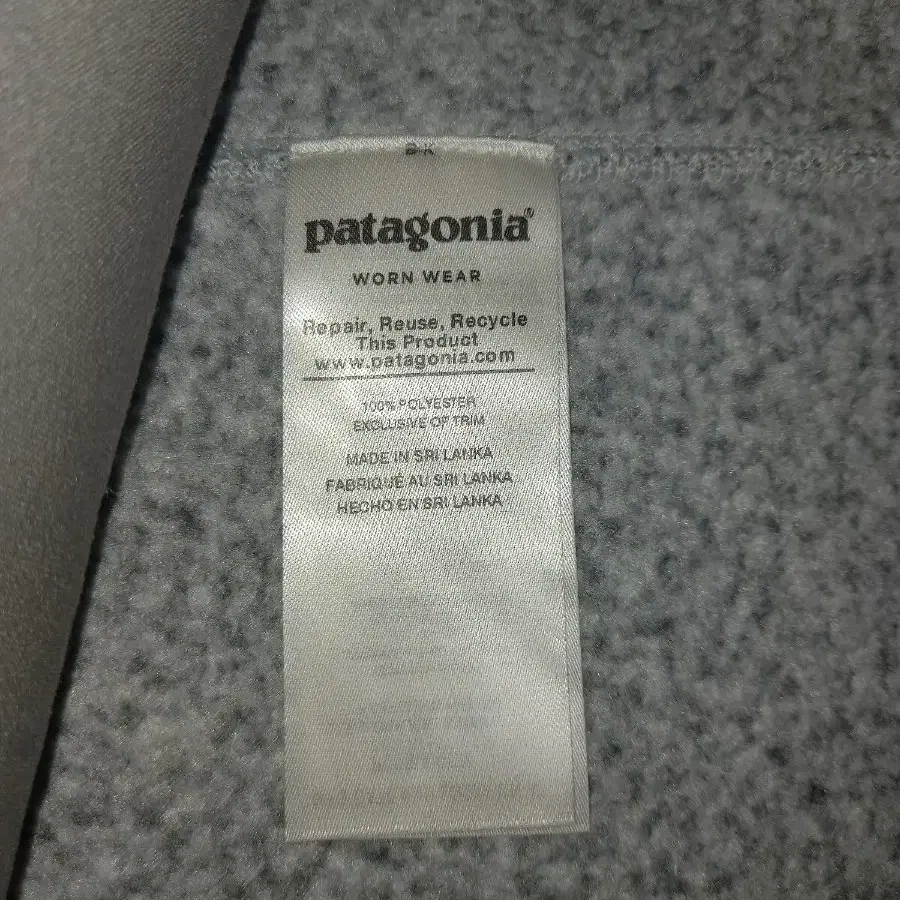 B-K
patagonia®
WORN WEAR
Repair, Reuse, Recycle
This Product
www.patagonia.com
100% POLYESTER
EXCLUSIVE OF TRIM
MADE IN SRI LANKA
FABRIQUÉ AU SRI LANKA
HECHO EN SRI LANKA